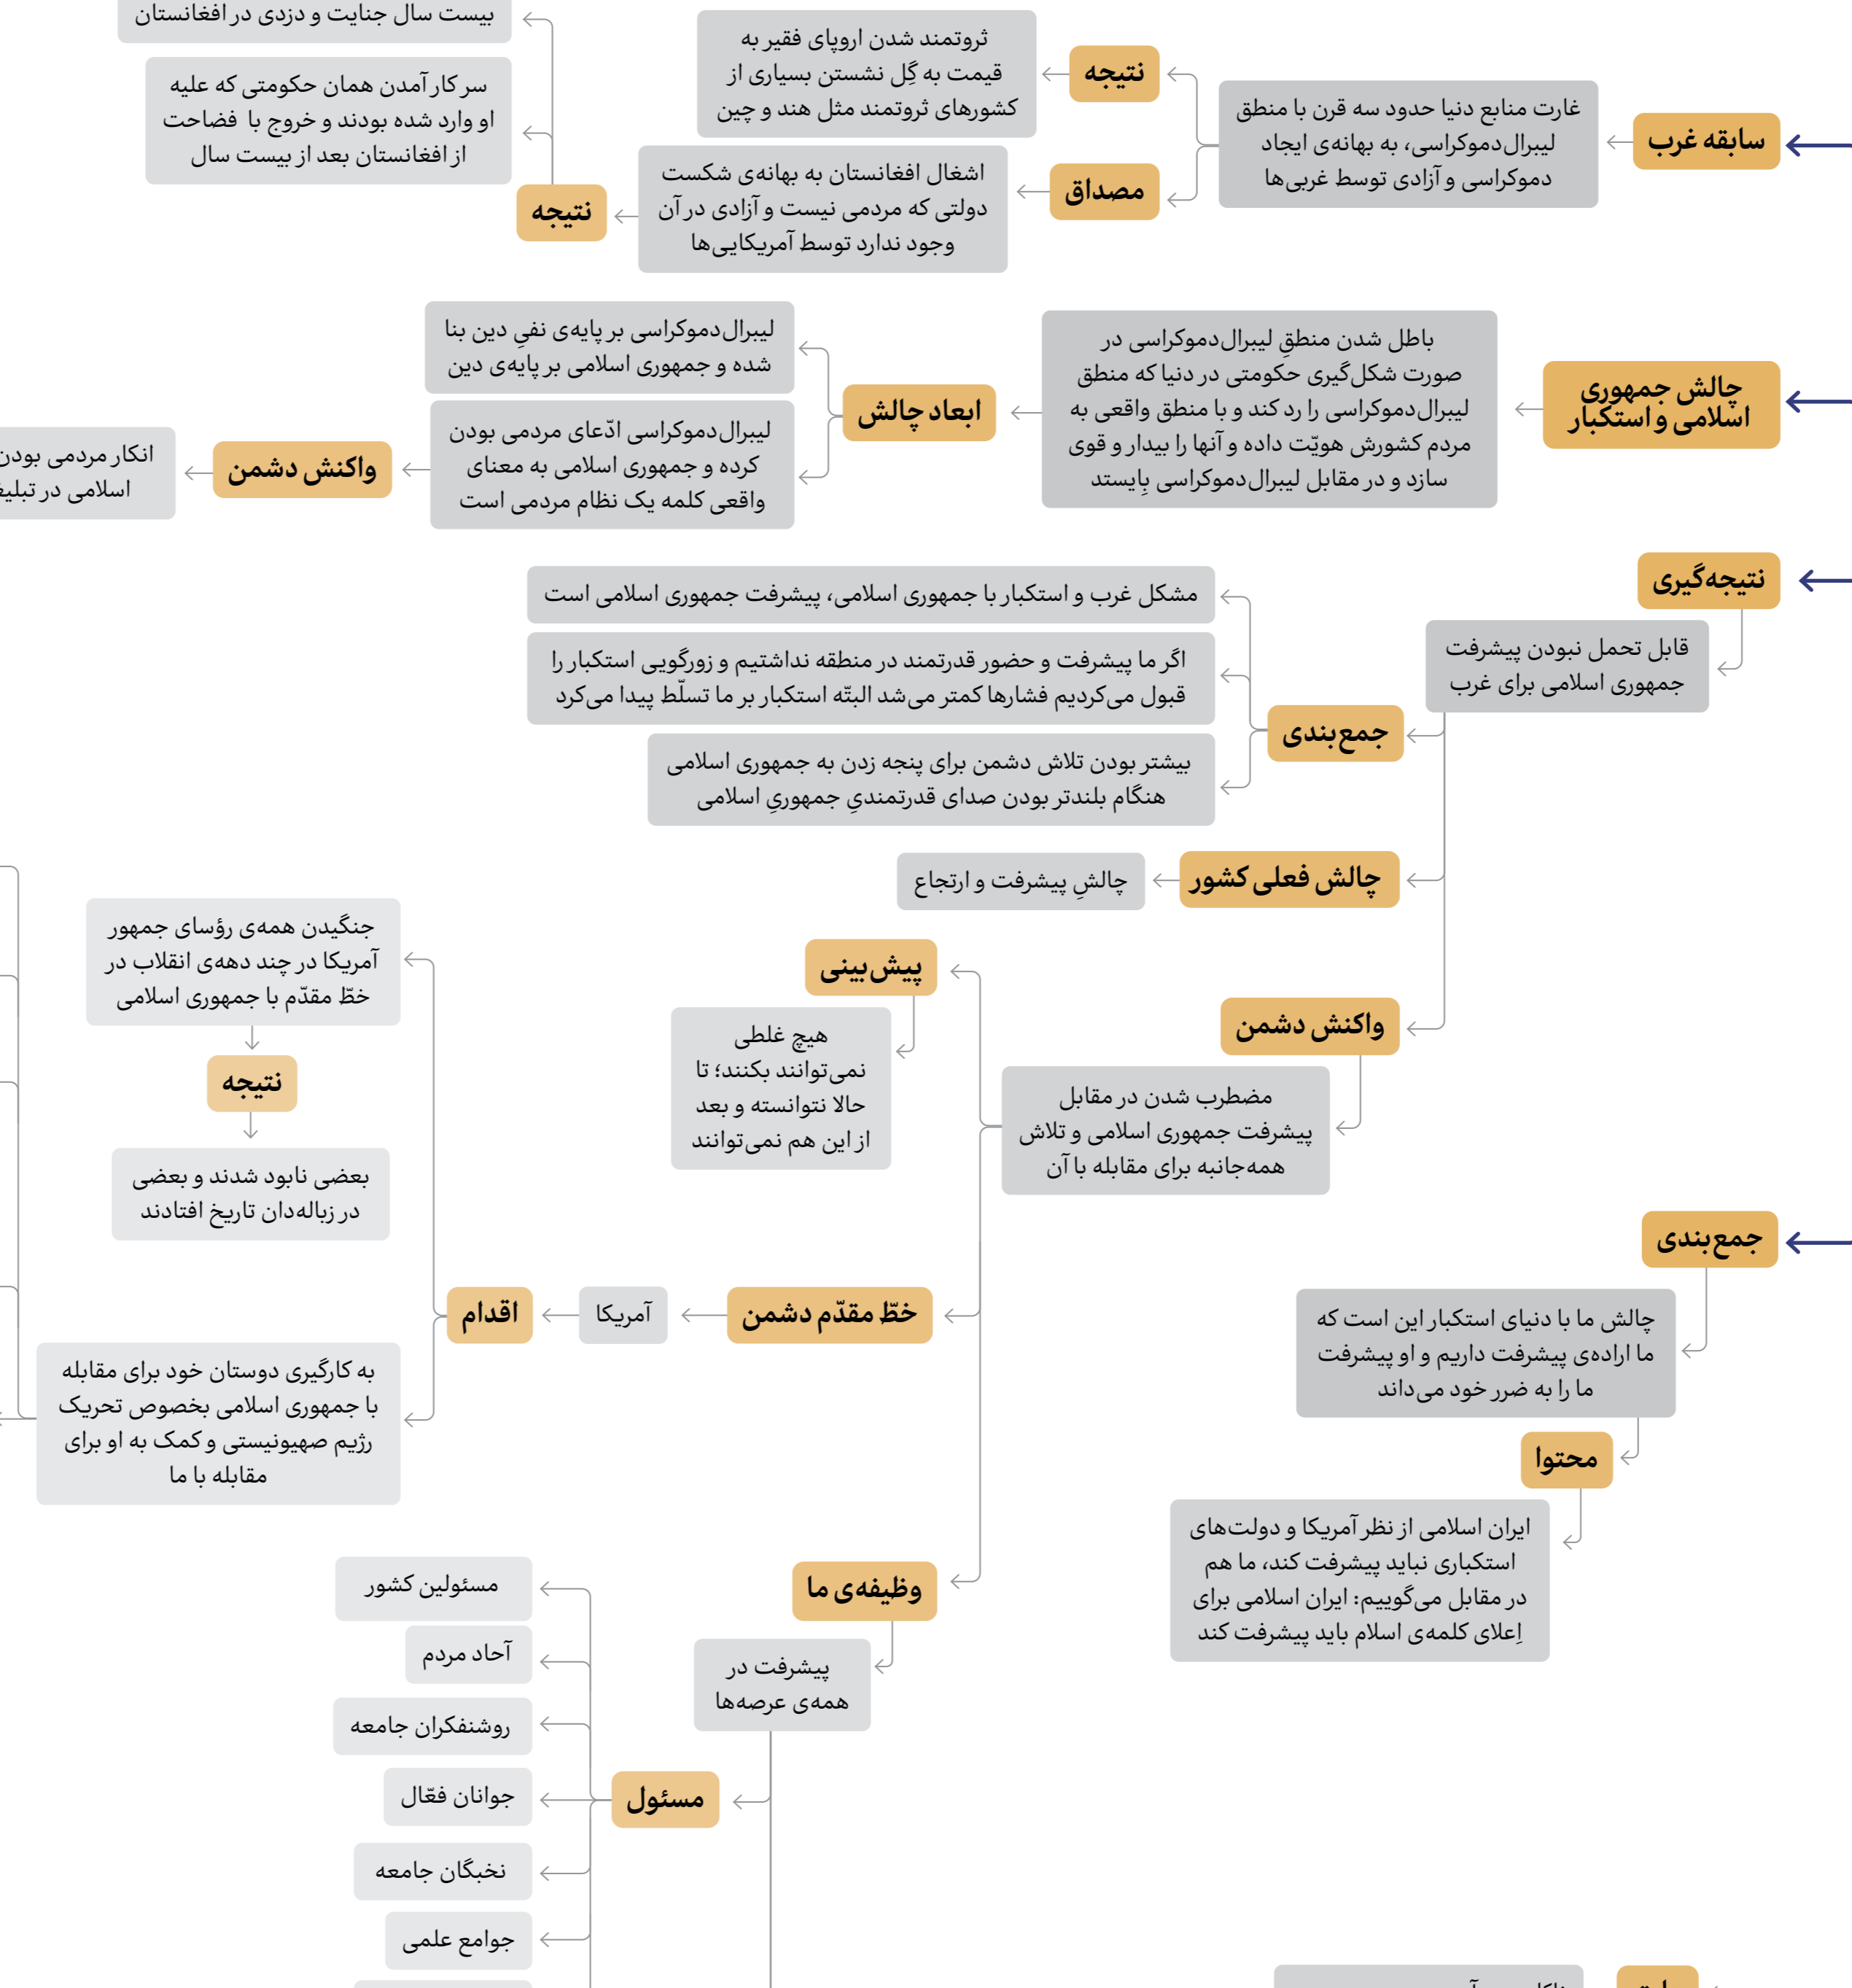 سابقه غرب
غارت منابع دنیا حدود سه قرن با منطق
لیبرال‌دموکراسی، به بهانه‌ی ایجاد
دموکراسی و آزادی توسط غربی‌ها
نتیجه
ثروتمند شدن اروپای فقیر به
قیمت به گِل نشستن بسیاری از
کشورهای ثروتمند مثل هند و چین
مصداق
اشغال افغانستان به بهانه‌ی شکست
دولتی که مردمی نیست و آزادی در آن
وجود ندارد توسط آمریکایی‌ها
نتیجه
بیست سال جنایت و دزدی در افغانستان
سر کار آمدن همان حکومتی که علیه
او وارد شده بودند و خروج با فضاحت
از افغانستان بعد از بیست سال
چالش جمهوری
اسلامی و استکبار
باطل شدن منطقِ لیبرال‌دموکراسی در
صورت شکل‌گیری حکومتی در دنیا که منطق
لیبرال‌دموکراسی را رد کند و با منطق واقعی به
مردم کشورش هویّت داده و آنها را بیدار و قوی
سازد و در مقابل لیبرال‌دموکراسی بِایستد
ابعاد چالش
لیبرال‌دموکراسی بر پایه‌ی نفیِ دین بنا
شده و جمهوری اسلامی بر پایه‌ی دین
لیبرال‌دموکراسی ادّعای مردمی بودن
کرده و جمهوری اسلامی به معنای
واقعی کلمه یک نظام مردمی است
واکنش دشمن
انکار مردمی بودن
اسلامی در
نتیجه‌گیری
قابل تحمل نبودن پیشرفت
جمهوری اسلامی برای غرب
جمع‌بندی
مشکل غرب و استکبار با جمهوری اسلامی، پیشرفت جمهوری اسلامی است
اگر ما پیشرفت و حضور قدرتمند در منطقه نداشتیم و زورگویی استکبار را
قبول می‌کردیم فشارها کمتر می‌شد البتّه استکبار بر ما تسلّط پیدا می‌کرد
بیشتر بودن تلاش دشمن برای پنجه زدن به جمهوری اسلامی
هنگام بلندتر بودن صدای قدرتمندیِ جمهوریِ اسلامی
چالش فعلی کشور
چالشِ پیشرفت و ارتجاع
واکنش دشمن
مضطرب شدن در مقابل
پیشرفت جمهوری اسلامی و تلاش
همه‌جانبه برای مقابله با آن
پیش‌بینی
هیچ غلطی
نمی‌توانند بکنند؛ تا
حالا نتوانسته و بعد
از این هم نمی‌توانند
خطّ مقدّم دشمن
آمریکا
اقدام
جنگیدن همه‌ی رؤسای جمهور
آمریکا در چند دهه‌ی انقلاب در
خطّ مقدّم با جمهوری اسلامی
نتیجه
بعضی نابود شدند و بعضی
در زباله‌دان تاریخ افتادند
به کارگیری دوستان خود برای مقابله
با جمهوری اسلامی بخصوص تحریک
رژیم صهیونیستی و کمک به او برای
مقابله با ما
وظیفه‌ی ما
پیشرفت در
همه‌ی عرصه‌ها
مسئول
مسئولین کشور
آحاد مردم
روشنفکران جامعه
جوانان فعّال
نخبگان جامعه
جوامع علمی
جمع‌بندی
چالش ما با دنیای استکبار این است که
ما اراده‌ی پیشرفت داریم و او پیشرفت
ما را به ضرر خود می‌داند
محتوا
ایران اسلامی از نظر آمریکا و دولت‌های
استکباری نباید پیشرفت کند، ما هم
در مقابل می‌گوییم: ایران اسلامی برای
اِعلای کلمه‌ی اسلام باید پیشرفت کند